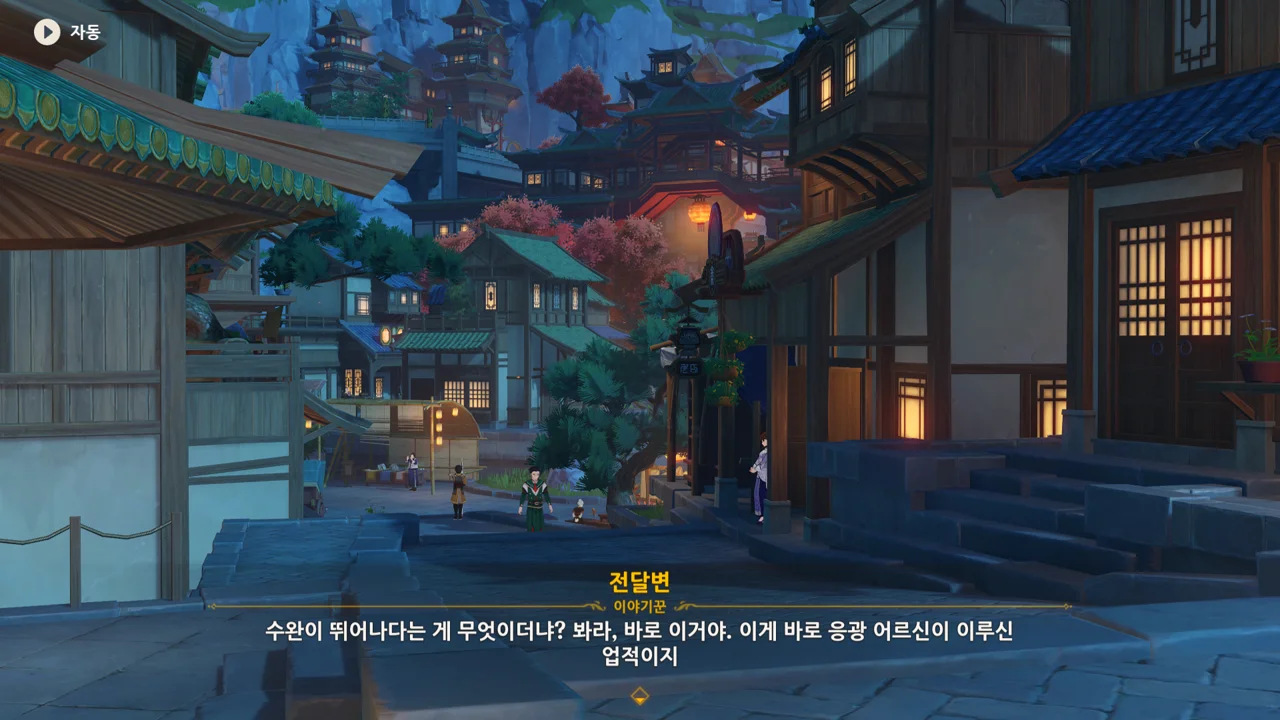 자동
전달변
이야기꾼
수완이 뛰어나다는 게 무엇이더냐? 봐라, 바로 이거야. 이게 바로 응광 어르신이 이루신
업적이지